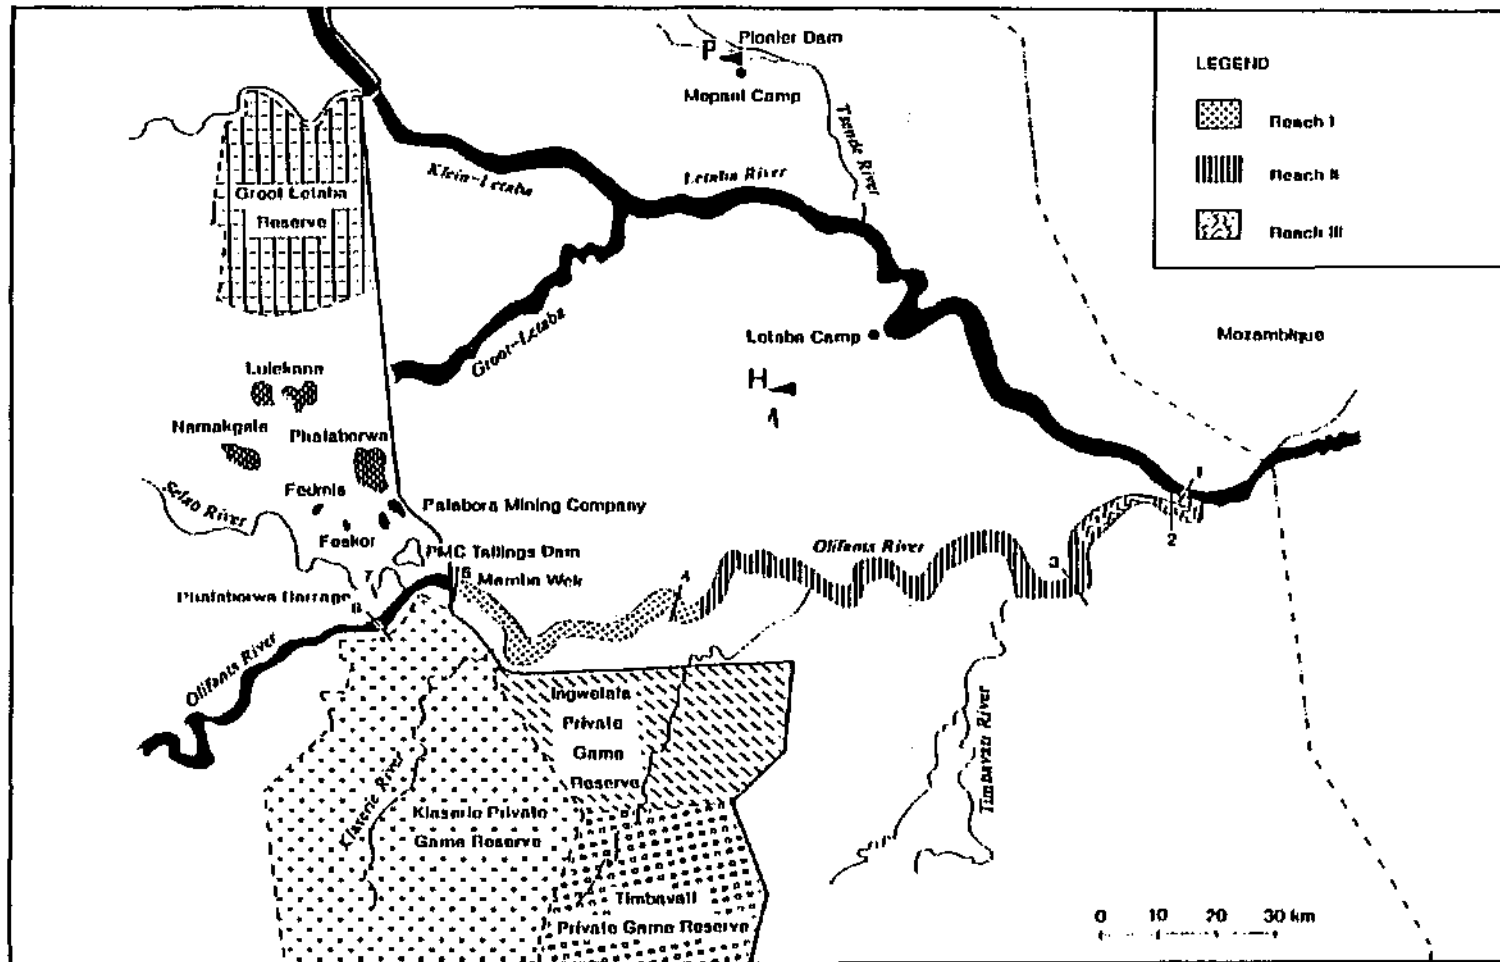 Pionier Dam
P
Mopani Camp
LEGEND
Reach I
Reach II
Reach III
Tsende River
Klein-Letaba
Letaba River
Groot Letaba
Reserve
Groot-Letaba
Letaba Camp
Mozambique
H
Lulekane
Namakgale
Phalaborwa
Selati River
Fedmis
Foskor
Palabora Mining Company
PMC Tailings Dam
Mamba Weir
Phalaborwa Barrage
Olifants River
Olifants River
1
2
3
4
5
6
7
Ingwelala
Private
Game
Reserve
Klaserie River
Klaserie Private
Game Reserve
Timbavati
Private Game Reserve
Timbavati River
0 10 20 30 km